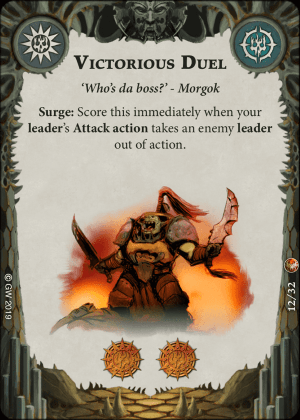 VICTORIOUS DUEL
‘Who’s da boss?’ - Morgok
Surge: Score this immediately when your
leader’s Attack action takes an enemy leader
out of action.
© GW 2019
12/32